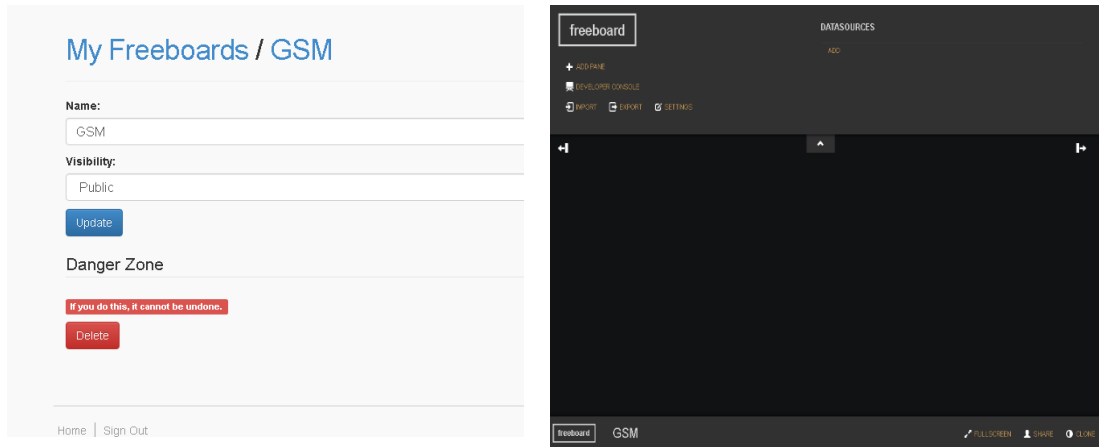 My Freeboards / GSM
Name:
GSM
Visibility:
Public
Update
Danger Zone
If you do this, it cannot be undone.
Delete
Home | Sign Out
freeboard
DATASOURCES
ADD
ADD PANE
DEVELOPER CONSOLE
IMPORT EXPORT SETTINGS
freeboard GSM FULLSCREEN SHARE CLONE